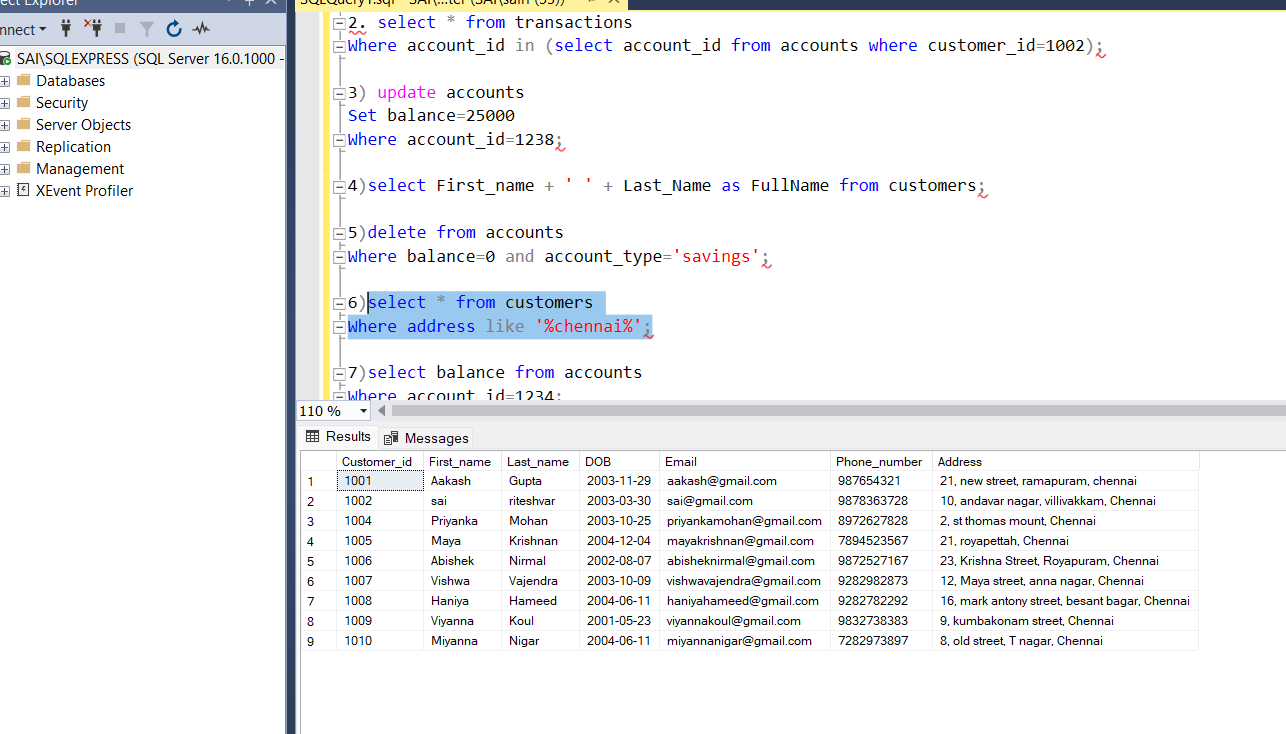 ect Explorer
SQLQuery1.sql - SAI\...ter (SAI\sain (55))
nnect
SAI\SQLEXPRESS (SQL Server 16.0.1000 -
Databases
Security
Server Objects
Replication
Management
XEvent Profiler
2. select * from transactions
Where account_id in (select account_id from accounts where customer_id=1002);
3) update accounts
Set balance=25000
Where account_id=1238;
4)select First_name + ' ' + Last_Name as FullName from customers;
5)delete from accounts
Where balance=0 and account_type='savings';
6)select * from customers
Where address like '%chennai%';
7)select balance from accounts
Where account_id=1234;
110 %
Results Messages
Customer_id First_name Last_name DOB Email Phone_number Address
1 1001 Aakash Gupta 2003-11-29 aakash@gmail.com 987654321 21, new street, ramapuram, chennai
2 1002 sai riteshvar 2003-03-30 sai@gmail.com 9878363728 10, andavar nagar, villivakkam, Chennai
3 1004 Priyanka Mohan 2003-10-25 priyankamohan@gmail.com 8972627828 2, st thomas mount, Chennai
4 1005 Maya Krishnan 2004-12-04 mayakrishnan@gmail.com 7894523567 21, royapettah, Chennai
5 1006 Abishek Nirmal 2002-08-07 abisheknirmal@gmail.com 9872527167 23, Krishna Street, Royapuram, Chennai
6 1007 Vishwa Vajendra 2003-10-09 vishwavajendra@gmail.com 9282982873 12, Maya street, anna nagar, Chennai
7 1008 Haniya Hameed 2004-06-11 haniyahameed@gmail.com 9282782292 16, mark antony street, besant bagar, Chennai
8 1009 Viyanna Koul 2001-05-23 viyannakoul@gmail.com 9832738383 9, kumbakonam street, Chennai
9 1010 Miyanna Nigar 2004-06-11 miyannanigar@gmail.com 7282973897 8, old street, T nagar, Chennai